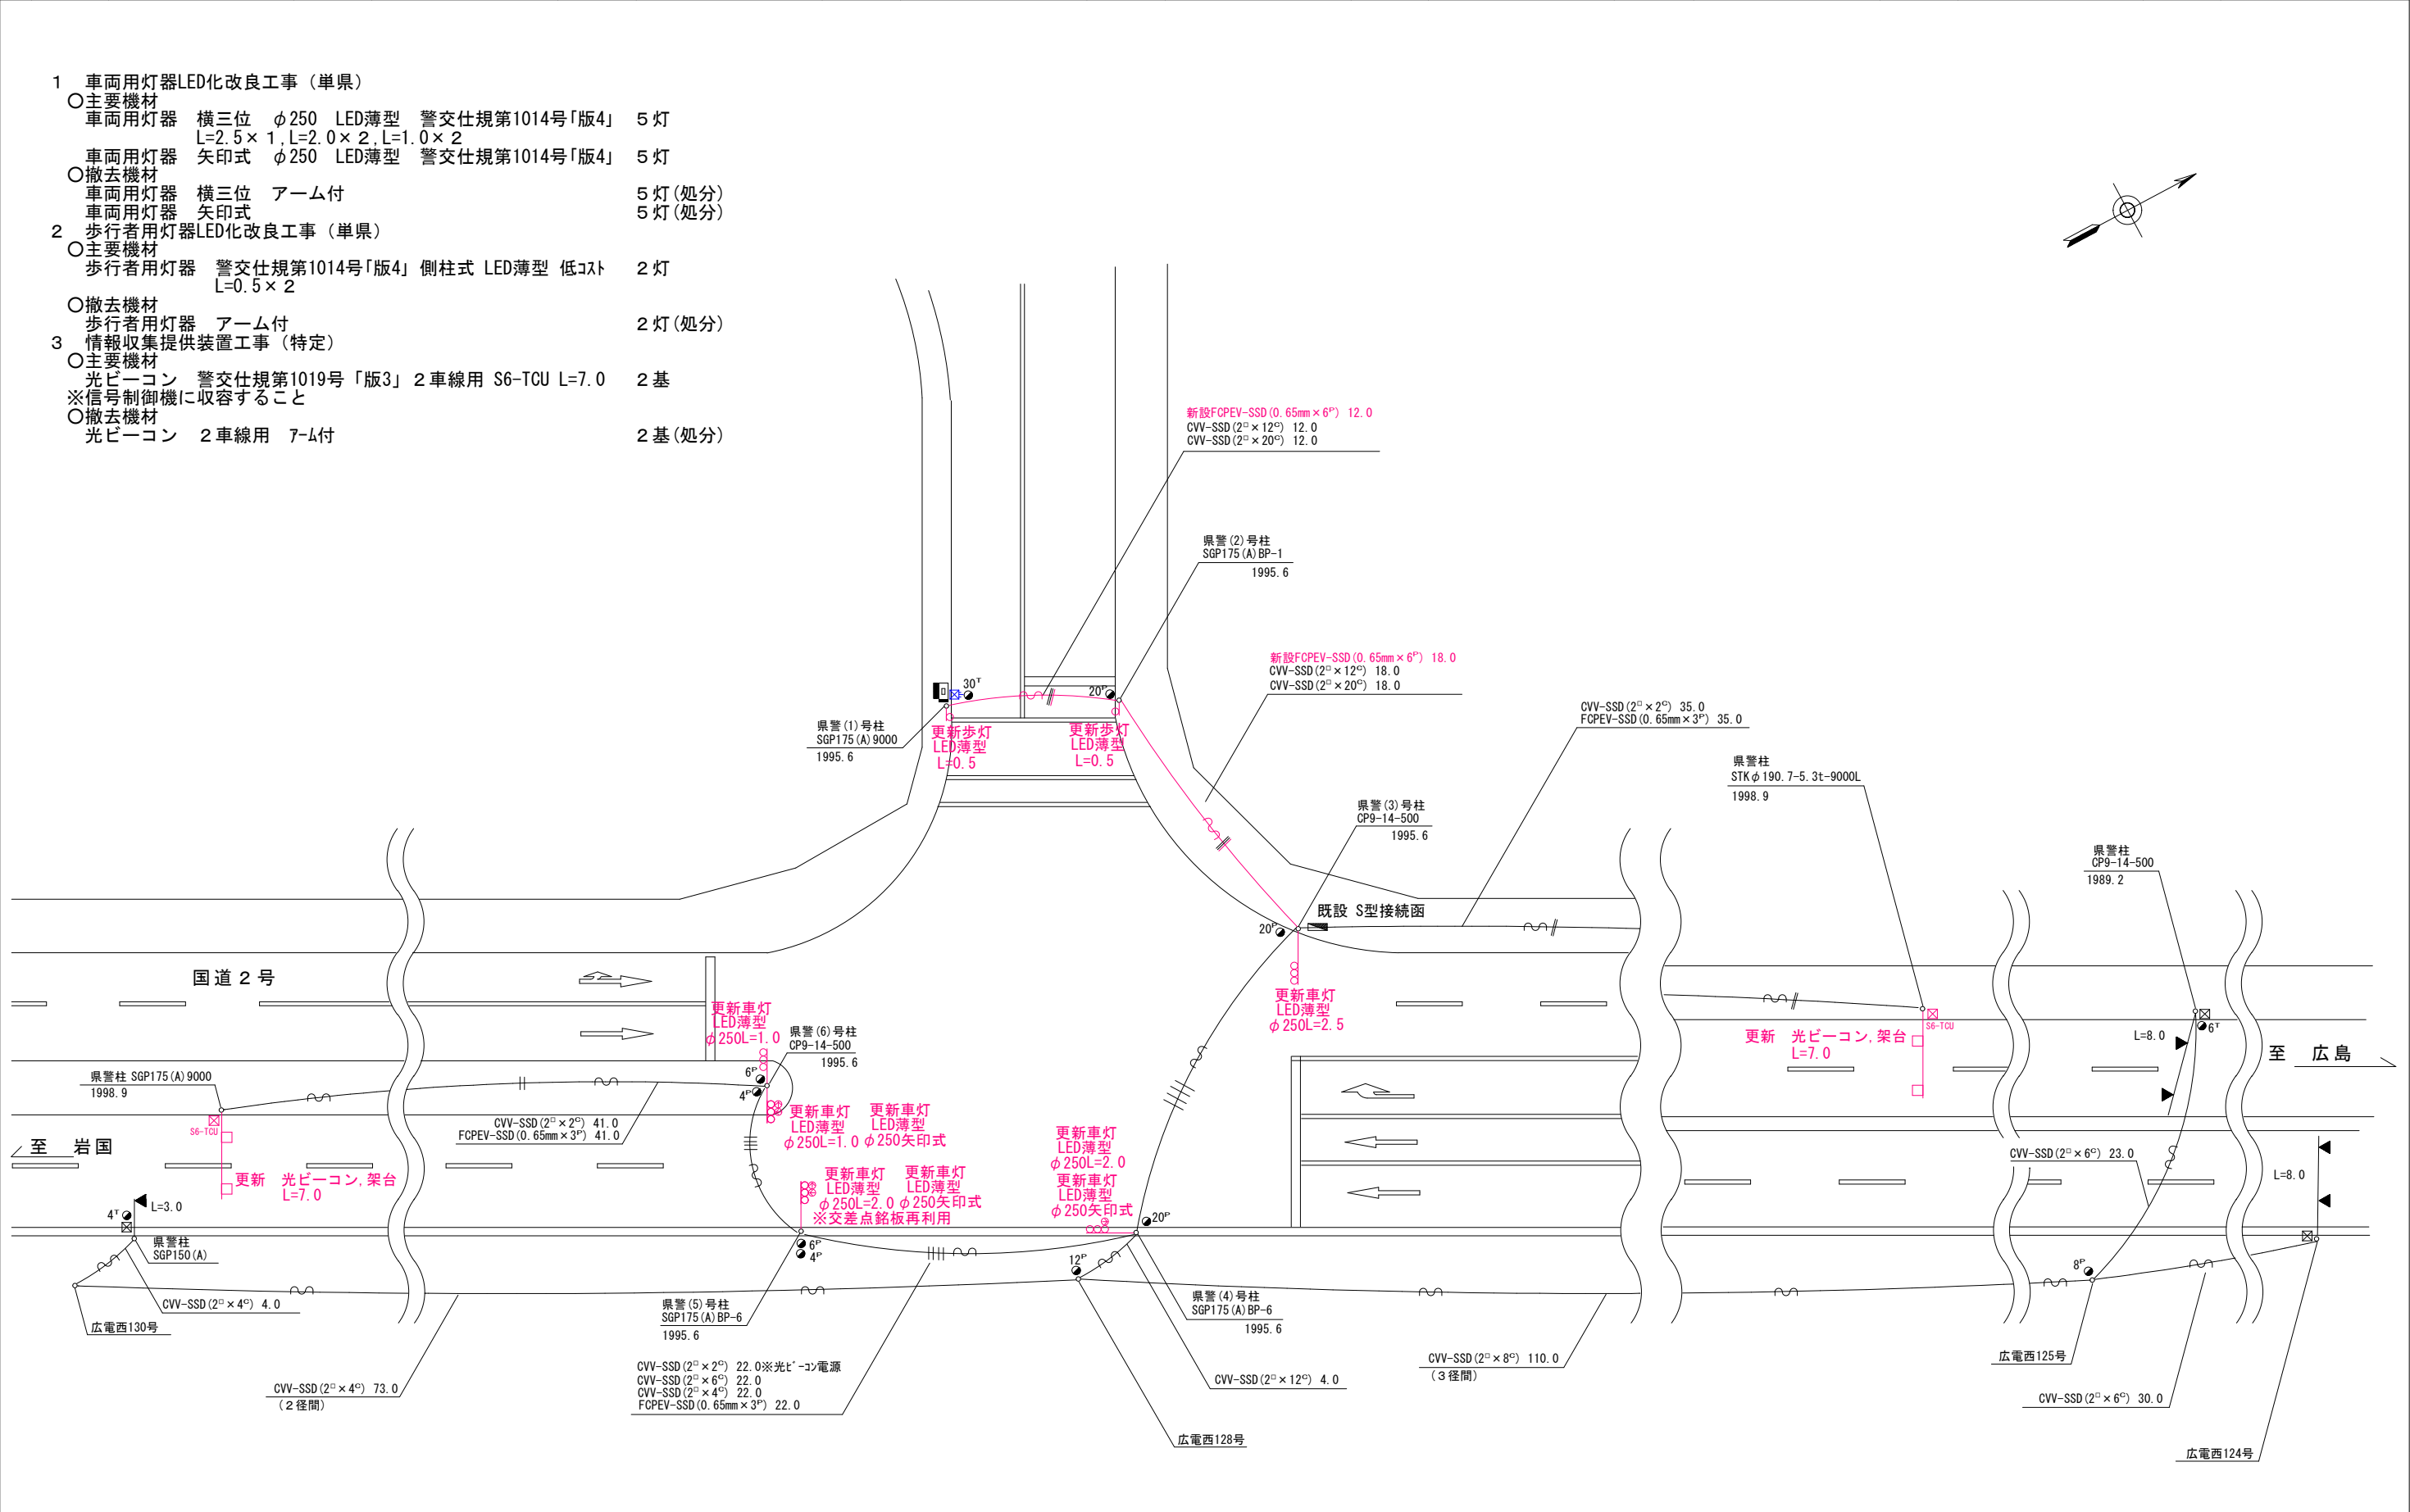 1　車両用灯器LED化改良工事（単県）
〇主要機材
車両用灯器　横三位　φ250　LED薄型　警交仕規第1014号｢版4｣　５灯
L=2.5×１,L=2.0×２,L=1.0×２
車両用灯器　矢印式　φ250　LED薄型　警交仕規第1014号｢版4｣　５灯
〇撤去機材
車両用灯器　横三位　アーム付　５灯(処分)
車両用灯器　矢印式　５灯(処分)
2　歩行者用灯器LED化改良工事（単県）
〇主要機材
歩行者用灯器　警交仕規第1014号｢版4｣ 側柱式 LED薄型 低ｺｽﾄ　２灯
L=0.5×２
〇撤去機材
歩行者用灯器　アーム付　２灯(処分)
3　情報収集提供装置工事（特定）
〇主要機材
光ビーコン　警交仕規第1019号「版3」２車線用 S6-TCU L=7.0　２基
※信号制御機に収容すること
〇撤去機材
光ビーコン　２車線用　ｱｰﾑ付　２基(処分)
新設FCPEV-SSD(0.65mm×6P) 12.0
CVV-SSD(2□×12C) 12.0
CVV-SSD(2□×20C) 12.0
県警(2)号柱
SGP175(A)BP-1
1995.6
新設FCPEV-SSD(0.65mm×6P) 18.0
CVV-SSD(2□×12C) 18.0
CVV-SSD(2□×20C) 18.0
30T
20P
県警(1)号柱
SGP175(A)9000
1995.6
更新歩灯
LED薄型
L=0.5
更新歩灯
LED薄型
L=0.5
CVV-SSD(2□×2C) 35.0
FCPEV-SSD(0.65mm×3P) 35.0
県警柱
STKφ190.7-5.3t-9000L
1998.9
県警(3)号柱
CP9-14-500
1995.6
県警柱
CP9-14-500
1989.2
既設 S型接続函
20P
国道２号
更新車灯
LED薄型
φ250L=2.5
更新車灯
LED薄型
φ250L=1.0
県警(6)号柱
CP9-14-500
1995.6
S6-TCU
更新　光ビーコン,架台
L=7.0
L=8.0
6T
至　広島
県警柱 SGP175(A)9000
1998.9
6P
4P
S6-TCU
CVV-SSD(2□×2C) 41.0
FCPEV-SSD(0.65mm×3P) 41.0
更新車灯
LED薄型
φ250L=1.0
更新車灯
LED薄型
φ250矢印式
至　岩国
更新車灯
LED薄型
φ250L=2.0
更新車灯
LED薄型
φ250矢印式
CVV-SSD(2□×6C) 23.0
更新　光ビーコン,架台
L=7.0
更新車灯
LED薄型
φ250L=2.0
更新車灯
LED薄型
φ250矢印式
※交差点銘板再利用
L=8.0
L=3.0
4T
県警柱
SGP150(A)
6P
4P
20P
12P
8P
CVV-SSD(2□×4C) 4.0
広電西130号
県警(5)号柱
SGP175(A)BP-6
1995.6
県警(4)号柱
SGP175(A)BP-6
1995.6
CVV-SSD(2□×2C) 22.0※光ﾋﾞｰｺﾝ電源
CVV-SSD(2□×6C) 22.0
CVV-SSD(2□×4C) 22.0
FCPEV-SSD(0.65mm×3P) 22.0
CVV-SSD(2□×4C) 73.0
（２径間）
CVV-SSD(2□×12C) 4.0
CVV-SSD(2□×8C) 110.0
（３径間）
広電西125号
CVV-SSD(2□×6C) 30.0
広電西128号
広電西124号